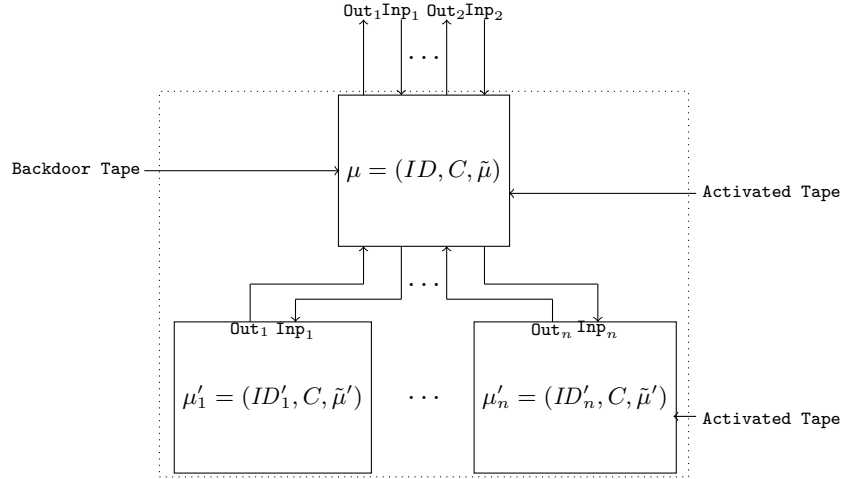 Out₁ Inp₁ Out₂ Inp₂
...
μ = (ID, C, μ̃)
Backdoor Tape
Activated Tape
...
Out₁ Inp₁
Outₙ Inpₙ
μ′₁ = (ID′₁, C, μ̃′)
...
μ′ₙ = (ID′ₙ, C, μ̃′)
Activated Tape